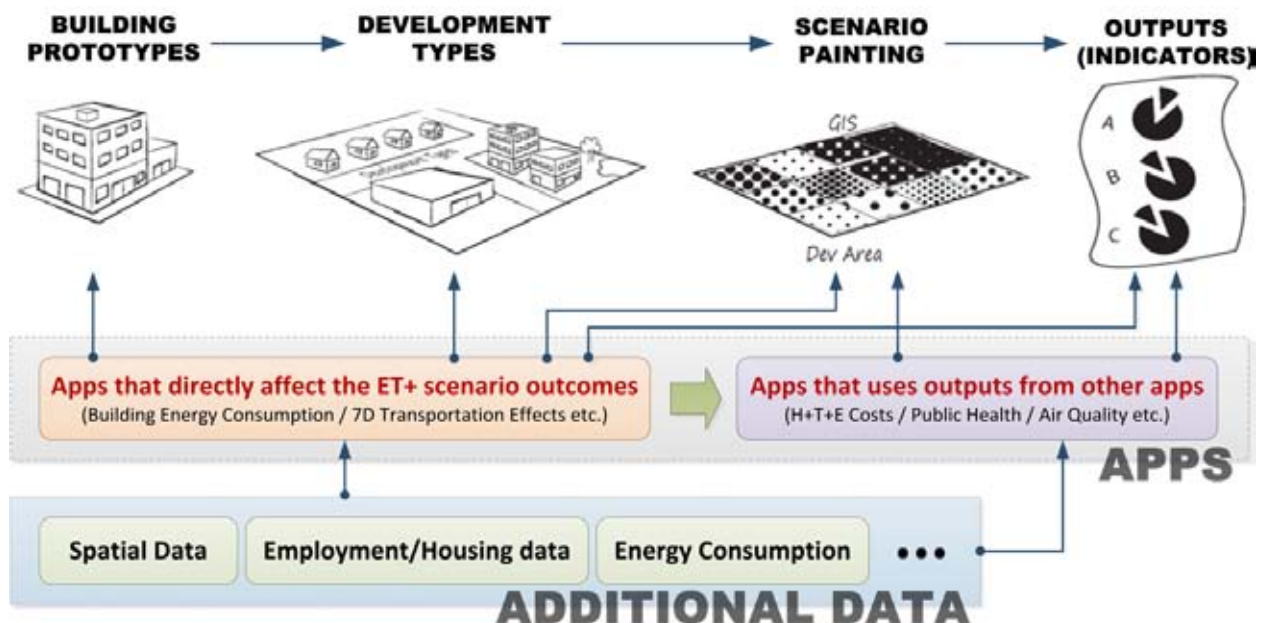 BUILDING
PROTOTYPES
DEVELOPMENT
TYPES
SCENARIO
PAINTING
OUTPUTS
(INDICATORS)
GIS
Dev Area
A
B
C
Apps that directly affect the ET+ scenario outcomes
(Building Energy Consumption / 7D Transportation Effects etc.)
Apps that uses outputs from other apps
(H+T+E Costs / Public Health / Air Quality etc.)
APPS
Spatial Data
Employment/Housing data
Energy Consumption
•••
ADDITIONAL DATA